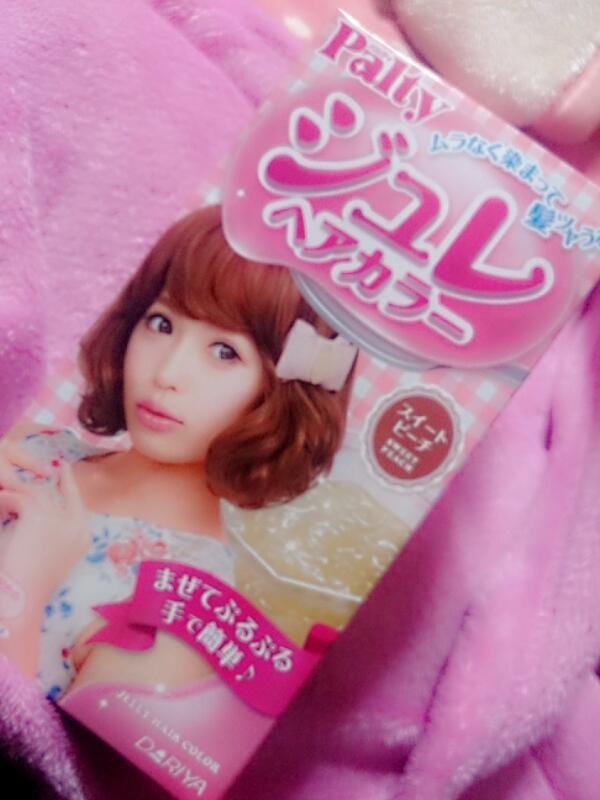 Palty
ムラなく染まって
髪ツヤうる
ジュレ
ヘアカラー
スイート
ピーチ
SWEET
PEACH
まぜてぷるぷる
手で簡単♪
JELLY HAIR COLOR
DARIYA